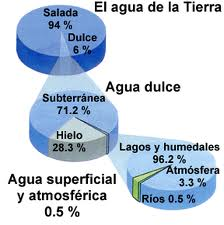 El agua de la Tierra
Salada
94 %
Dulce
6 %
Agua dulce
Subterránea
71.2 %
Hielo
28.3 %
Agua superficial
y atmosférica
0.5 %
Lagos y humedales
96.2 %
Atmósfera
3.3 %
Ríos 0.5 %